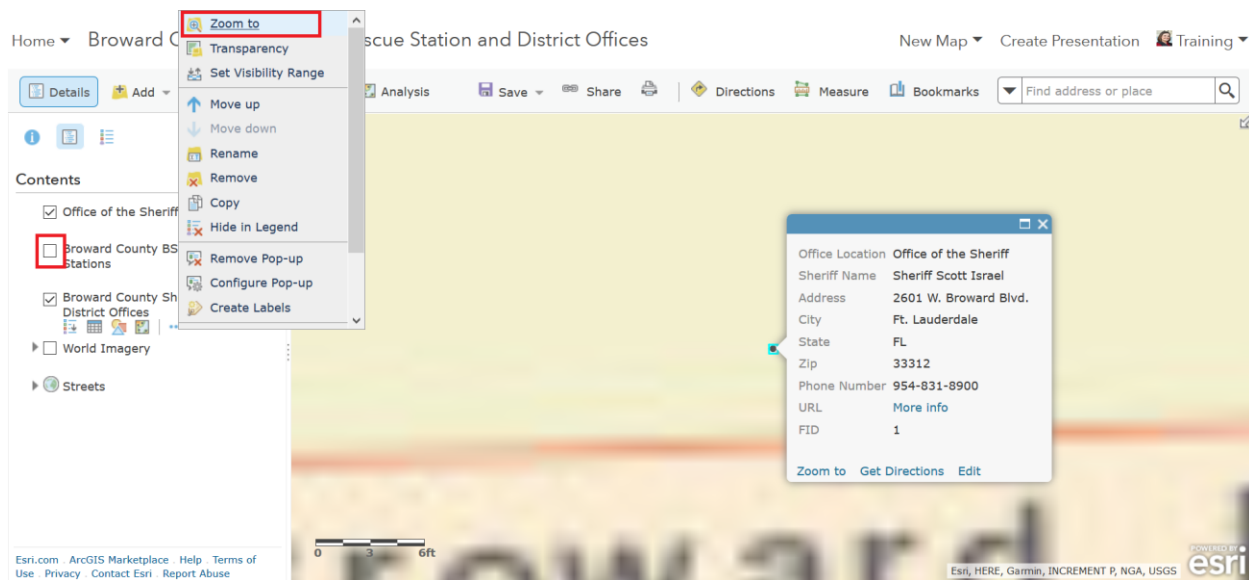 Home Broward C scue Station and District Offices New Map Create Presentation Training
Details Add Analysis Save Share Directions Measure Bookmarks Find address or place
Zoom to
Transparency
Set Visibility Range
Move up
Move down
Rename
Remove
Copy
Hide in Legend
Remove Pop-up
Configure Pop-up
Create Labels
Contents
Office of the Sheriff
Broward County BS
Stations
Broward County Sh
District Offices
World Imagery
Streets
Office Location Office of the Sheriff
Sheriff Name Sheriff Scott Israel
Address 2601 W. Broward Blvd.
City Ft. Lauderdale
State FL
Zip 33312
Phone Number 954-831-8900
URL More info
FID 1
Zoom to Get Directions Edit
0 3 6ft
roward
Esri.com . ArcGIS Marketplace . Help . Terms of
Use . Privacy . Contact Esri . Report Abuse
Esri, HERE, Garmin, INCREMENT P, NGA, USGS
POWERED BY
esri